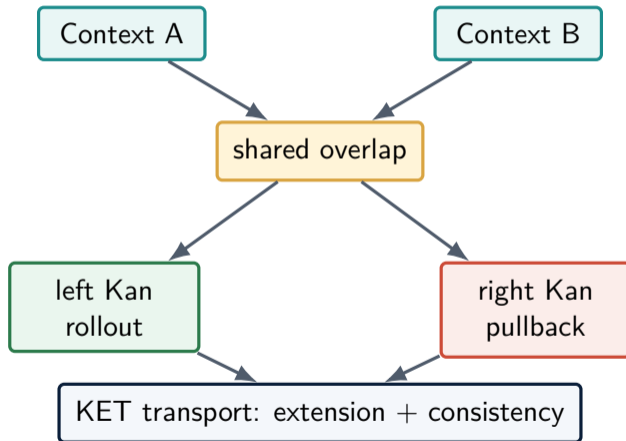 Context A
Context B
shared overlap
left Kan
rollout
right Kan
pullback
KET transport: extension + consistency